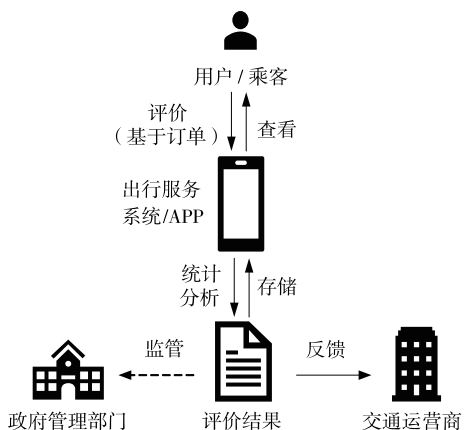 用户/乘客
评价
（基于订单）
查看
出行服务
系统/APP
统计
分析
存储
监管
反馈
政府管理部门
评价结果
交通运营商